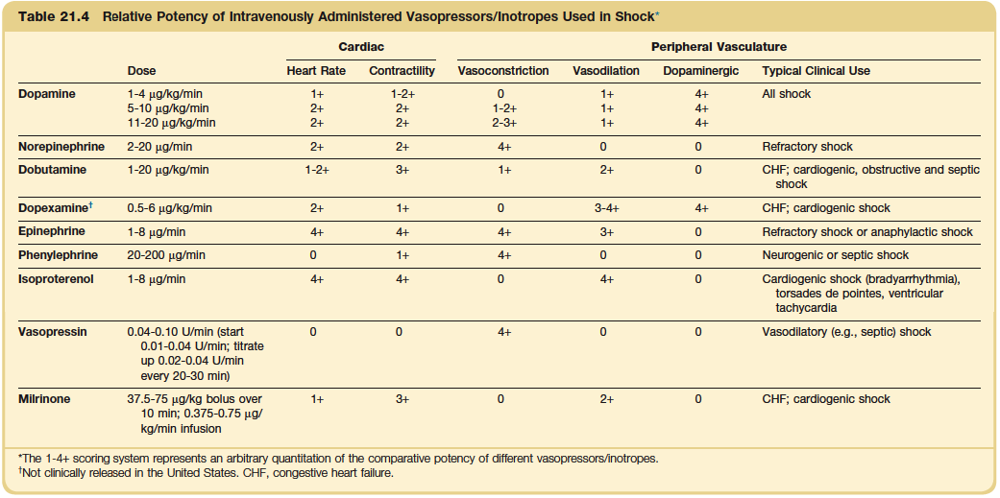 Table 21.4 Relative Potency of Intravenously Administered Vasopressors/Inotropes Used in Shock*
Cardiac Peripheral Vasculature
Dose Heart Rate Contractility Vasoconstriction Vasodilation Dopaminergic Typical Clinical Use
Dopamine 1-4 μg/kg/min 1+ 1-2+ 0 1+ 4+ All shock
5-10 μg/kg/min 2+ 2+ 1-2+ 1+ 4+
11-20 μg/kg/min 2+ 2+ 2-3+ 1+ 4+
Norepinephrine 2-20 μg/min 2+ 2+ 4+ 0 0 Refractory shock
Dobutamine 1-20 μg/kg/min 1-2+ 3+ 1+ 2+ 0 CHF; cardiogenic, obstructive and septic
shock
Dopexamine† 0.5-6 μg/kg/min 2+ 1+ 0 3-4+ 4+ CHF; cardiogenic shock
Epinephrine 1-8 μg/min 4+ 4+ 4+ 3+ 0 Refractory shock or anaphylactic shock
Phenylephrine 20-200 μg/min 0 1+ 4+ 0 0 Neurogenic or septic shock
Isoproterenol 1-8 μg/min 4+ 4+ 0 4+ 0 Cardiogenic shock (bradyarrhythmia),
torsades de pointes, ventricular
tachycardia
Vasopressin 0.04-0.10 U/min (start 0 0 4+ 0 0 Vasodilatory (e.g., septic) shock
0.01-0.04 U/min; titrate
up 0.02-0.04 U/min
every 20-30 min)
Milrinone 37.5-75 μg/kg bolus over 1+ 3+ 0 2+ 0 CHF; cardiogenic shock
10 min; 0.375-0.75 μg/
kg/min infusion
*The 1-4+ scoring system represents an arbitrary quantitation of the comparative potency of different vasopressors/inotropes.
†Not clinically released in the United States. CHF, congestive heart failure.